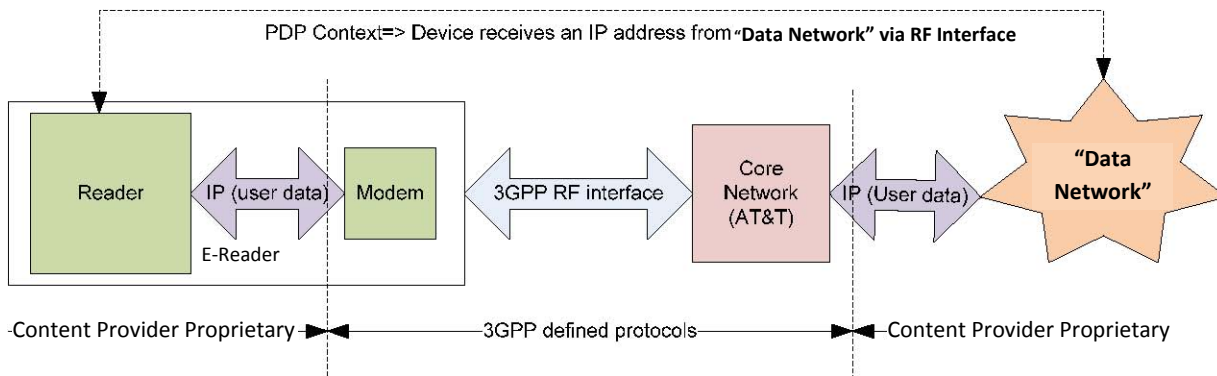 PDP Context=> Device receives an IP address from “Data Network” via RF Interface
Reader
IP (user data)
Modem
E-Reader
3GPP RF interface
Core
Network
(AT&T)
IP (User data)
“Data
Network”
Content Provider Proprietary
3GPP defined protocols
Content Provider Proprietary